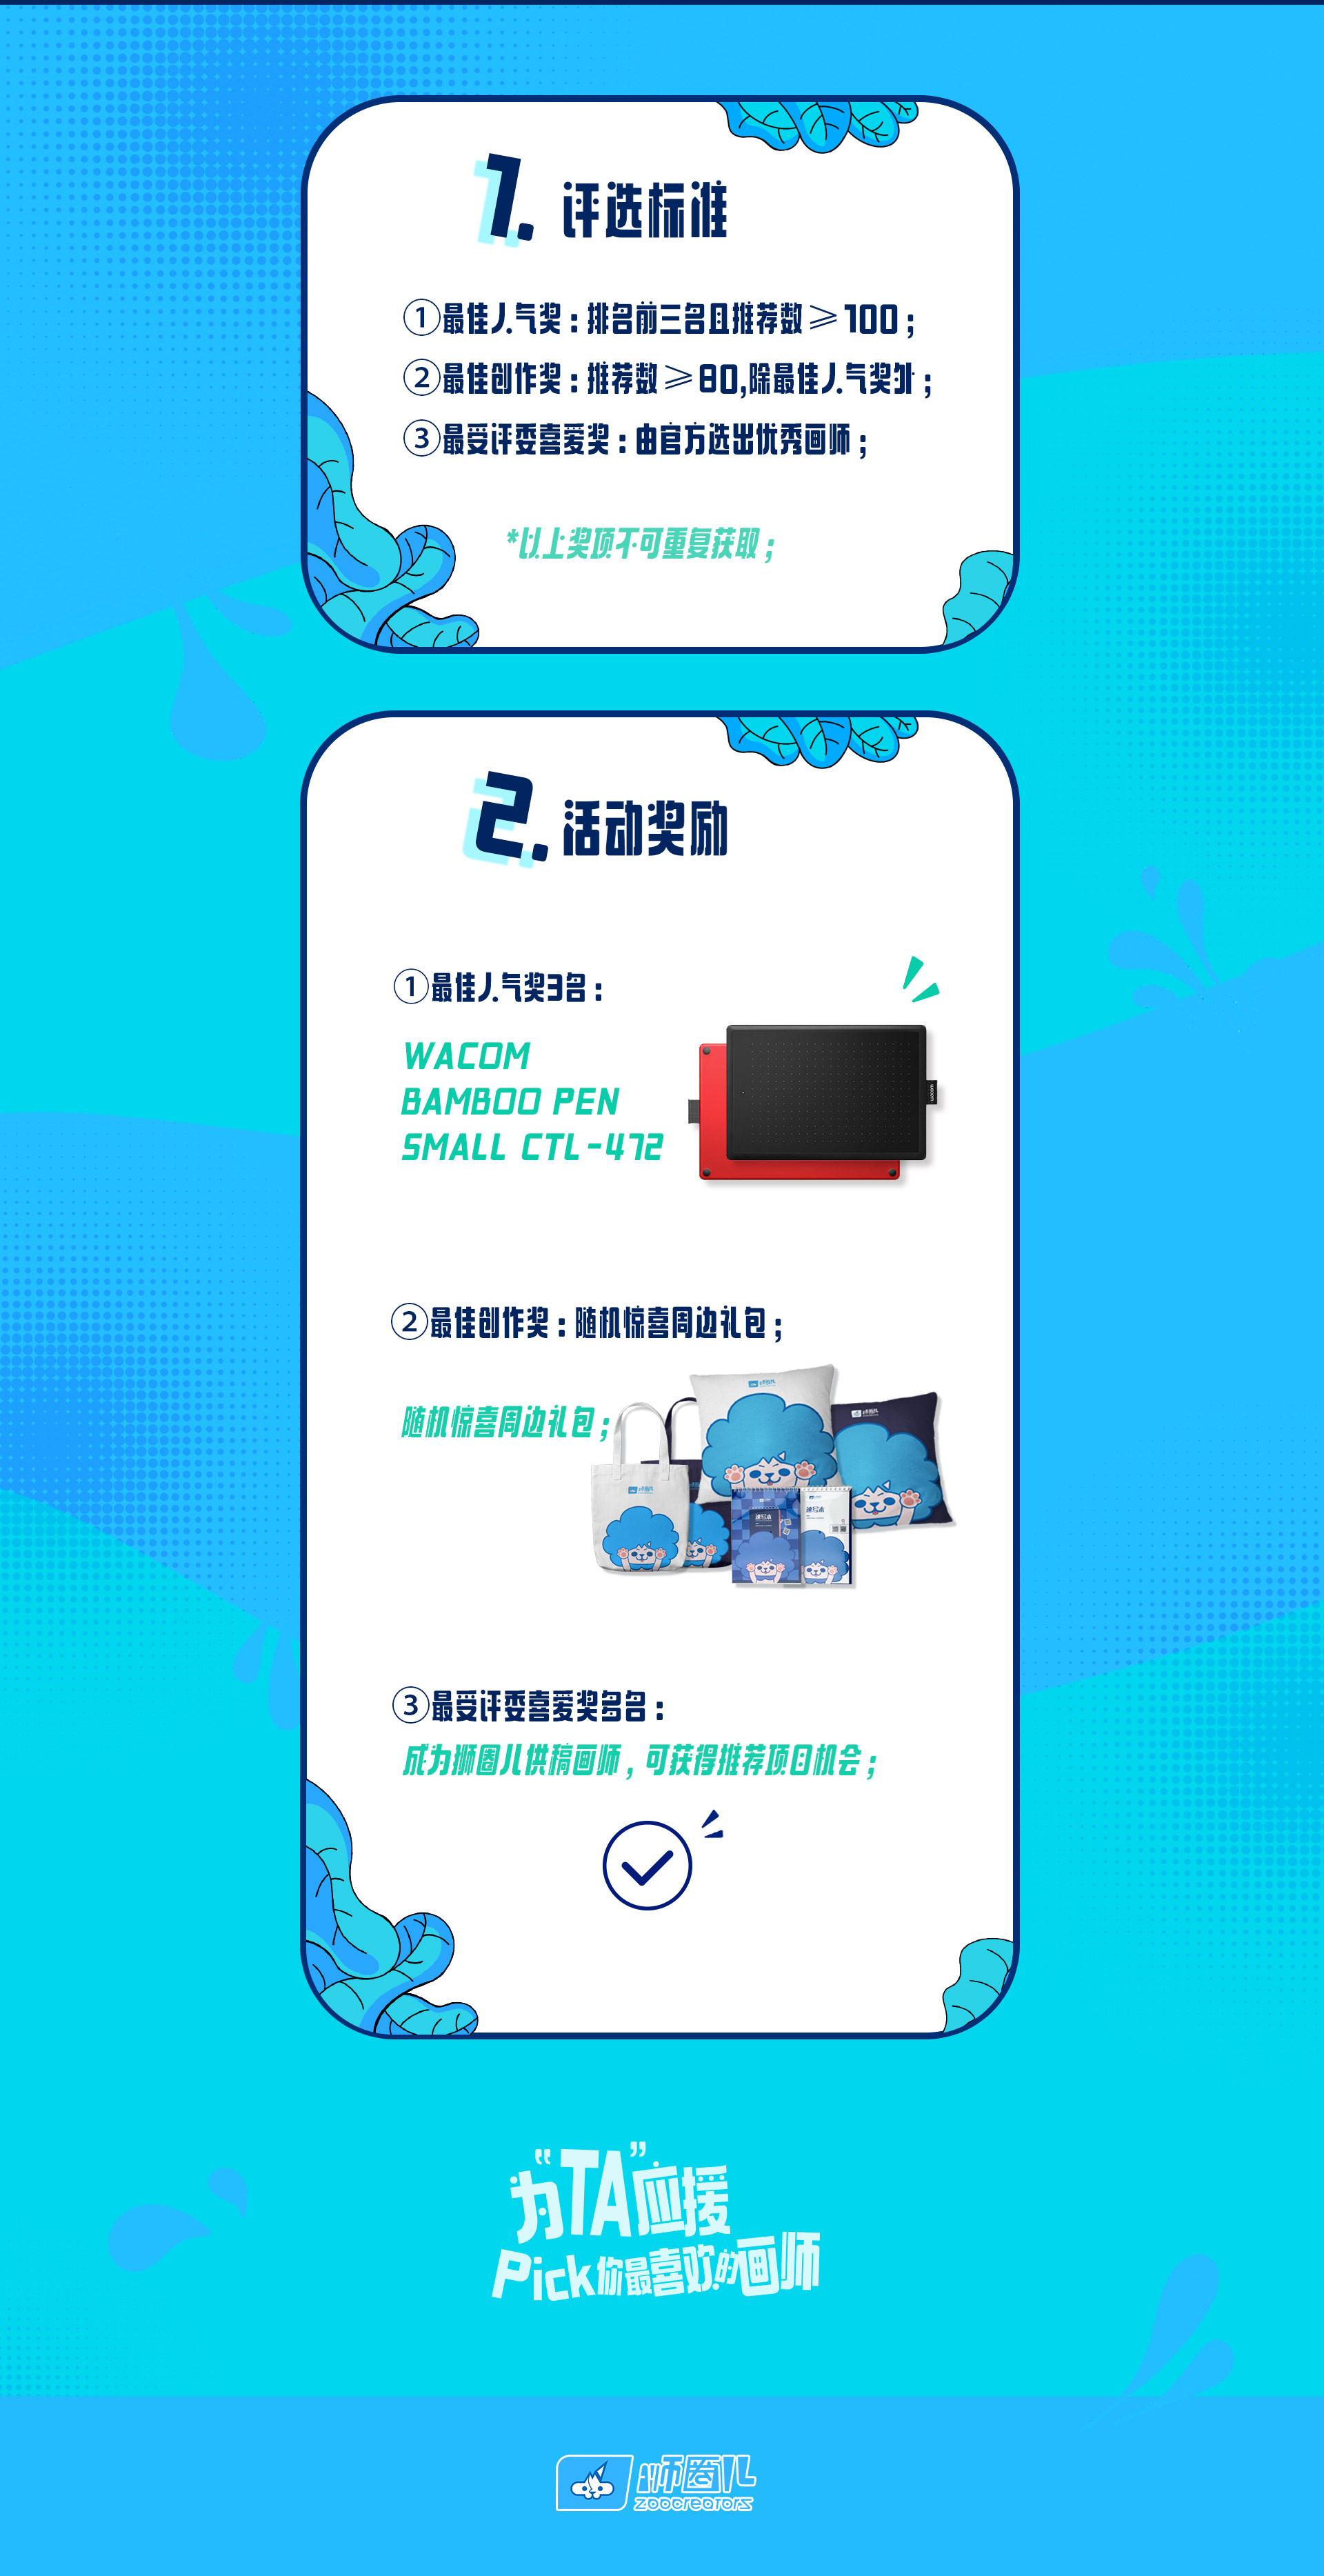 1. 评选标准
①最佳人气奖:排名前三名且推荐数≥100;
②最佳创作奖:推荐数≥80,除最佳人气奖外;
③最受评委喜爱奖:由官方选出优秀画师;
*以上奖项不可重复获取;
2. 活动奖励
①最佳人气奖3名:
WACOM
BAMBOO PEN
SMALL CTL-472
wacom
②最佳创作奖:随机惊喜周边礼包;
随机惊喜周边礼包;
速写本
速写本
③最受评委喜爱奖多名:
成为狮圈儿供稿画师,可获得推荐项目机会;
为“TA”应援
Pick你最喜欢的画师
狮圈儿
zoocreators